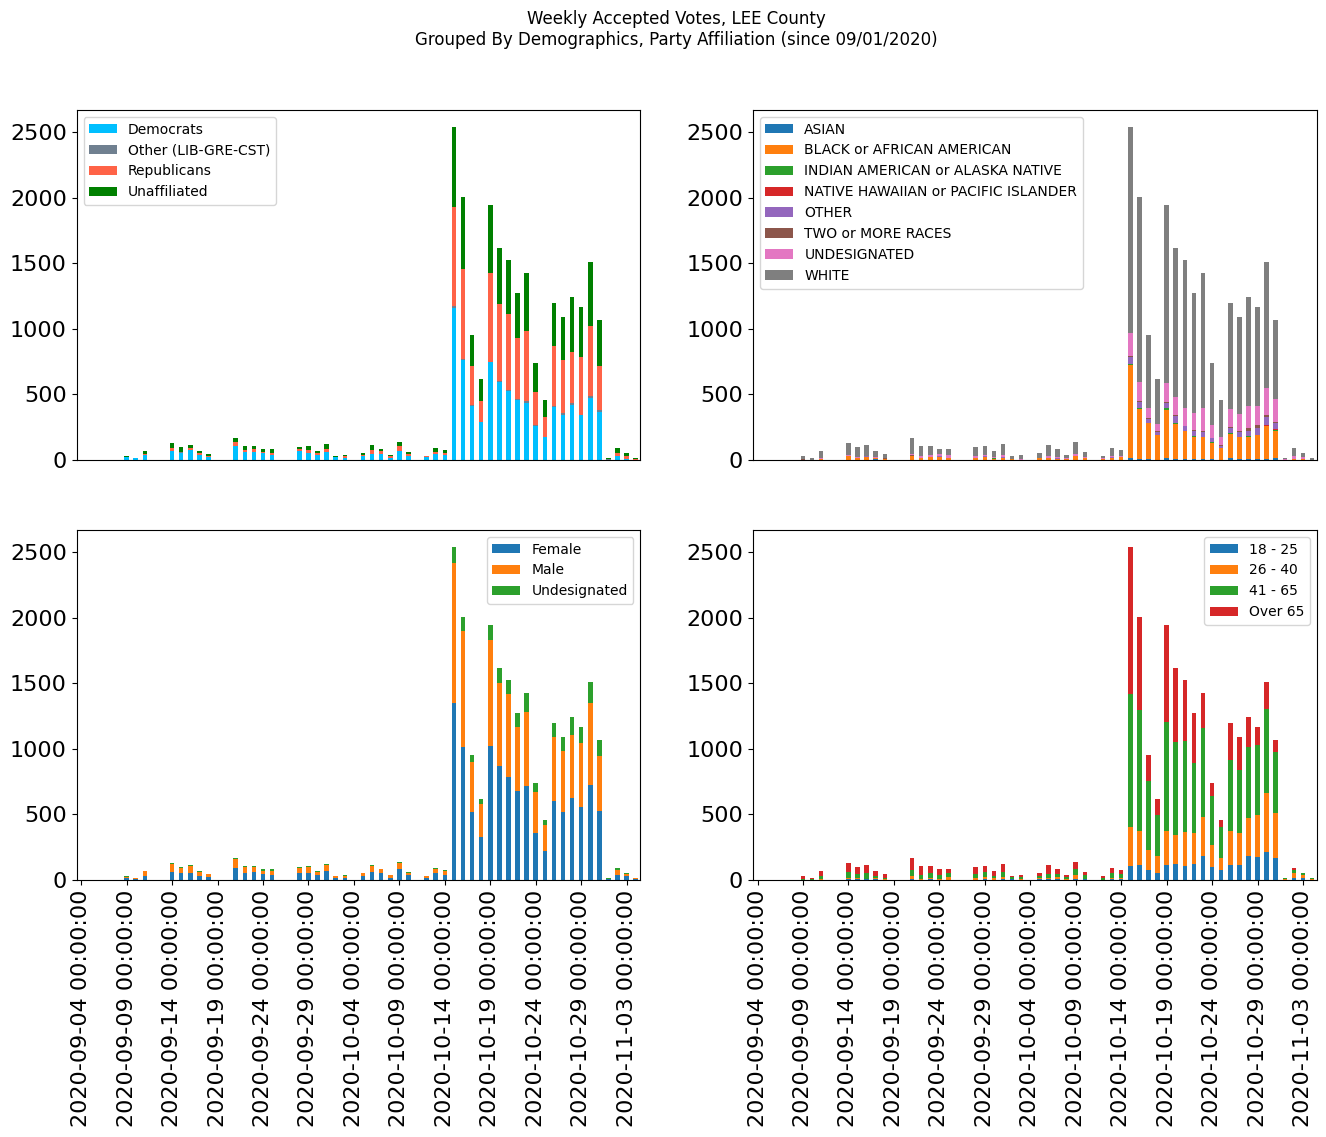 Weekly Accepted Votes, LEE County
Grouped By Demographics, Party Affiliation (since 09/01/2020)
2500
2000
1500
1000
500
0
Democrats
Other (LIB-GRE-CST)
Republicans
Unaffiliated
2500
2000
1500
1000
500
0
ASIAN
BLACK or AFRICAN AMERICAN
INDIAN AMERICAN or ALASKA NATIVE
NATIVE HAWAIIAN or PACIFIC ISLANDER
OTHER
TWO or MORE RACES
UNDESIGNATED
WHITE
2500
2000
1500
1000
500
0
Female
Male
Undesignated
2020-09-04 00:00:00
2020-09-09 00:00:00
2020-09-14 00:00:00
2020-09-19 00:00:00
2020-09-24 00:00:00
2020-09-29 00:00:00
2020-10-04 00:00:00
2020-10-09 00:00:00
2020-10-14 00:00:00
2020-10-19 00:00:00
2020-10-24 00:00:00
2020-10-29 00:00:00
2020-11-03 00:00:00
2500
2000
1500
1000
500
0
18 - 25
26 - 40
41 - 65
Over 65
2020-09-04 00:00:00
2020-09-09 00:00:00
2020-09-14 00:00:00
2020-09-19 00:00:00
2020-09-24 00:00:00
2020-09-29 00:00:00
2020-10-04 00:00:00
2020-10-09 00:00:00
2020-10-14 00:00:00
2020-10-19 00:00:00
2020-10-24 00:00:00
2020-10-29 00:00:00
2020-11-03 00:00:00